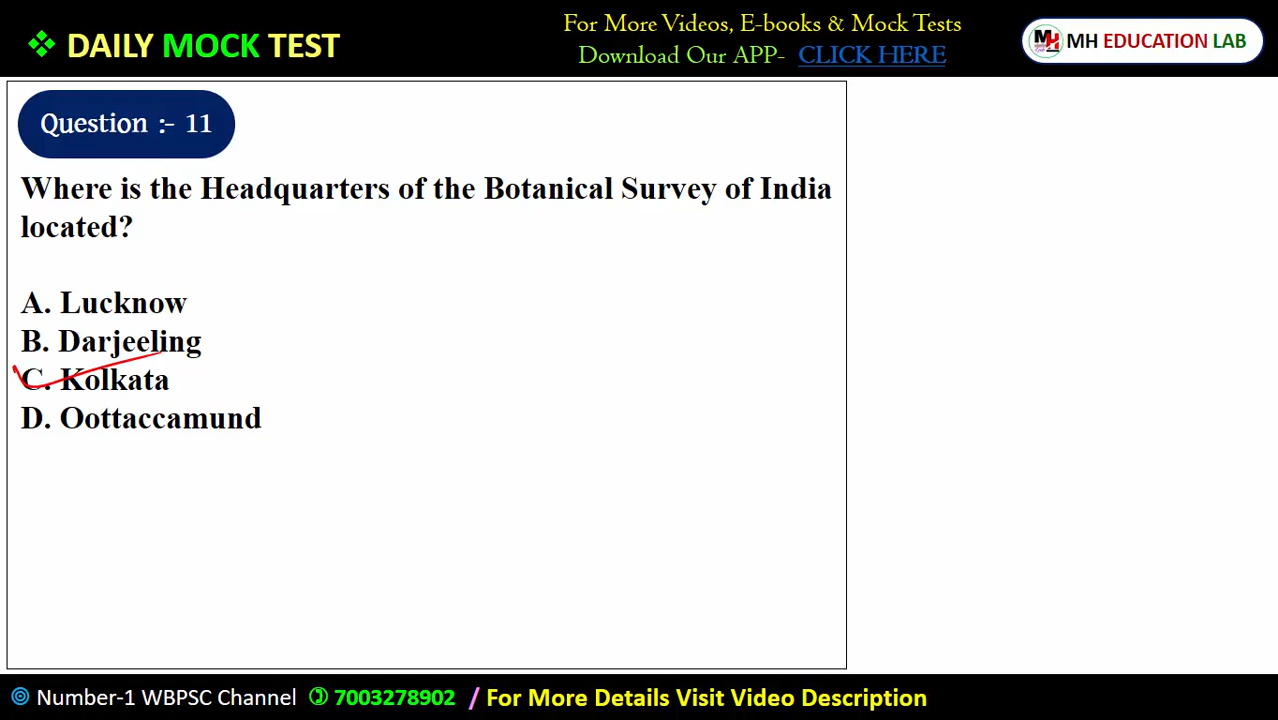 ❖ DAILY MOCK TEST
For More Videos, E-books & Mock Tests
Download Our APP- CLICK HERE
MH EDUCATION LAB
Question :- 11
Where is the Headquarters of the Botanical Survey of India
located?
A. Lucknow
B. Darjeeling
C. Kolkata
D. Oottaccamund
Number-1 WBPSC Channel ✆ 7003278902 / For More Details Visit Video Description